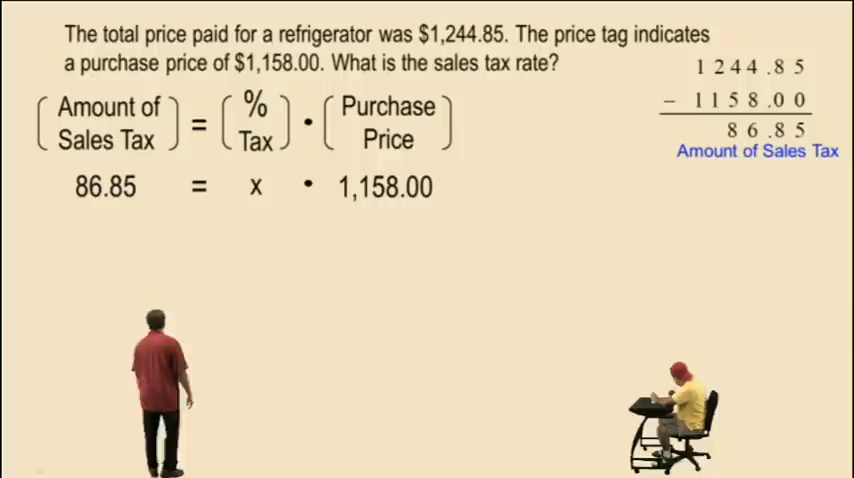 The total price paid for a refrigerator was $1,244.85. The price tag indicates
a purchase price of $1,158.00. What is the sales tax rate?
Amount of
Sales Tax
=
%
Tax
•
Purchase
Price
86.85 = x • 1,158.00
1244.85
- 1158.00
86.85
Amount of Sales Tax